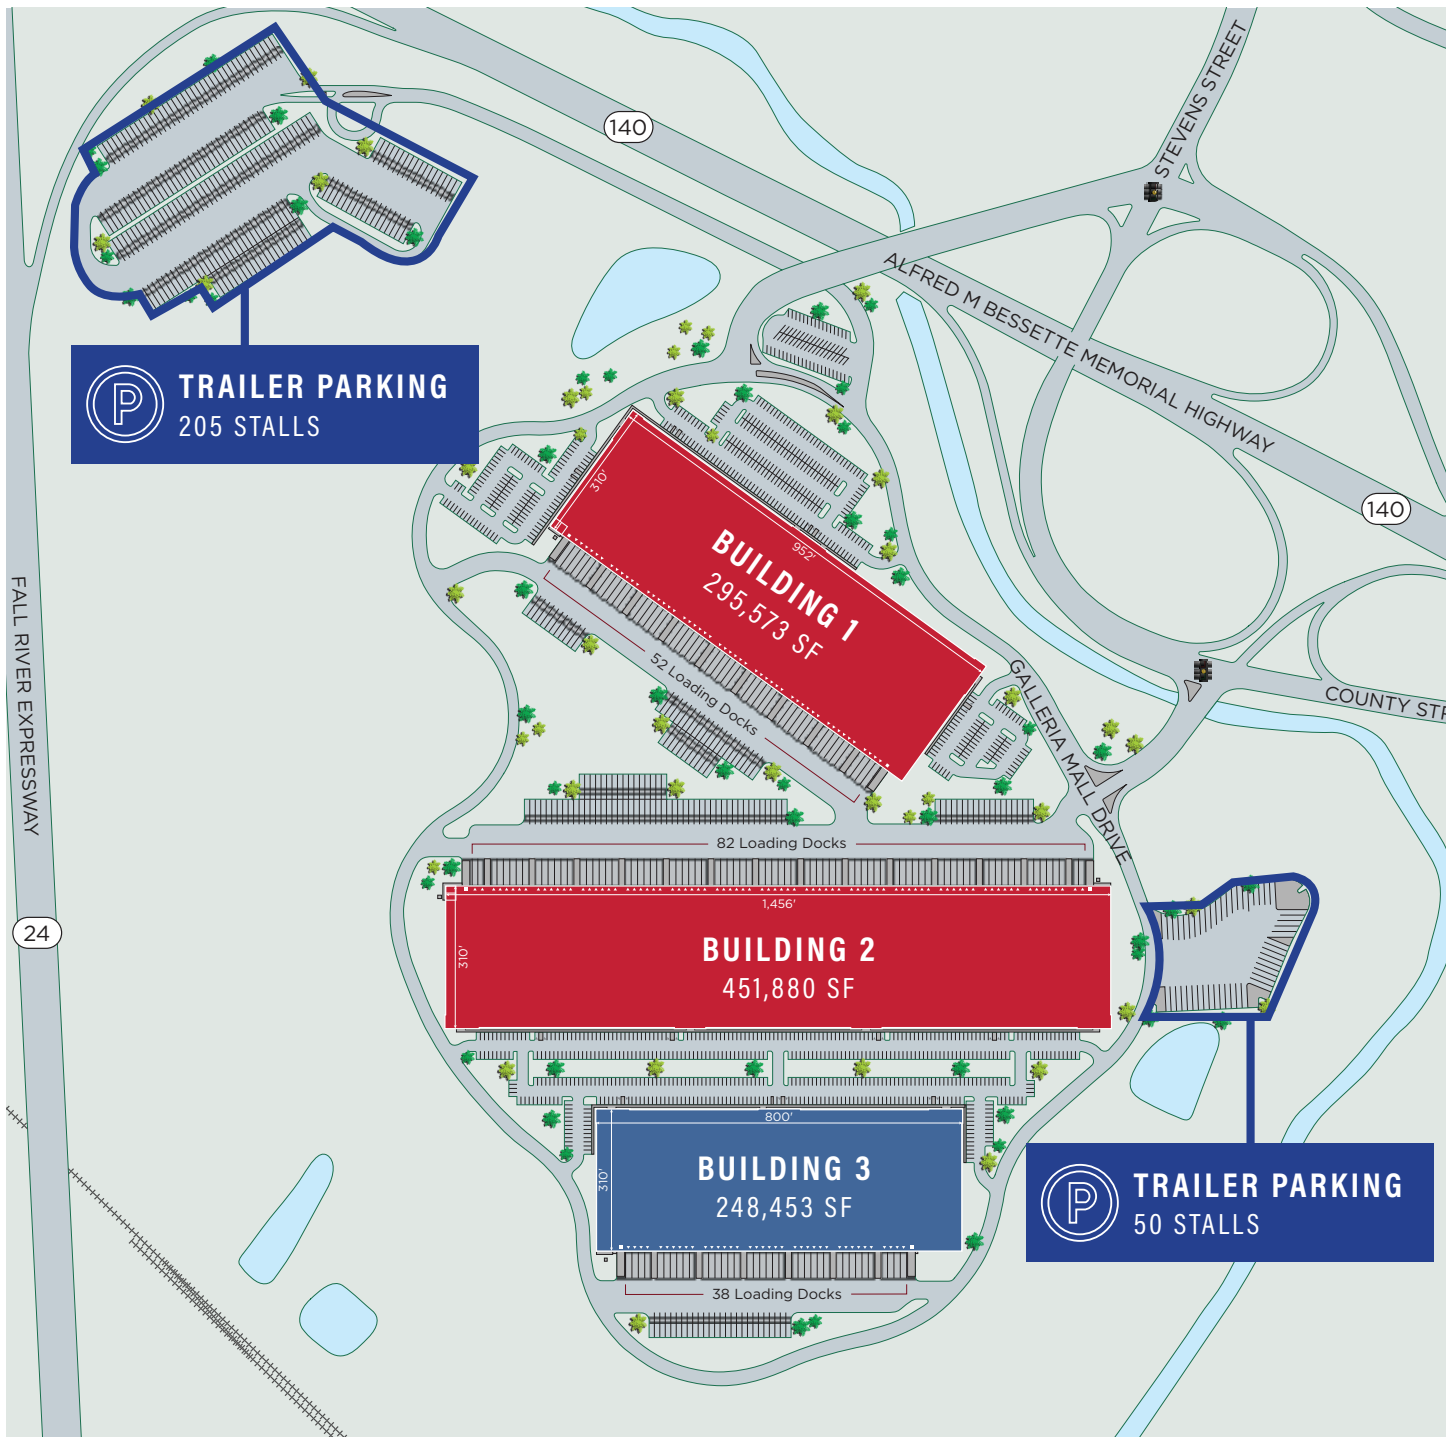 STEVENS STREET
140
ALFRED M BESSETTE MEMORIAL HIGHWAY
P
TRAILER PARKING
205 STALLS
140
310'
952'
BUILDING 1
295,573 SF
FALL RIVER EXPRESSWAY
52 Loading Docks
GALLERIA MALL DRIVE
COUNTY STR
82 Loading Docks
1,456'
24
310'
BUILDING 2
451,880 SF
800'
310'
BUILDING 3
248,453 SF
P
TRAILER PARKING
50 STALLS
38 Loading Docks